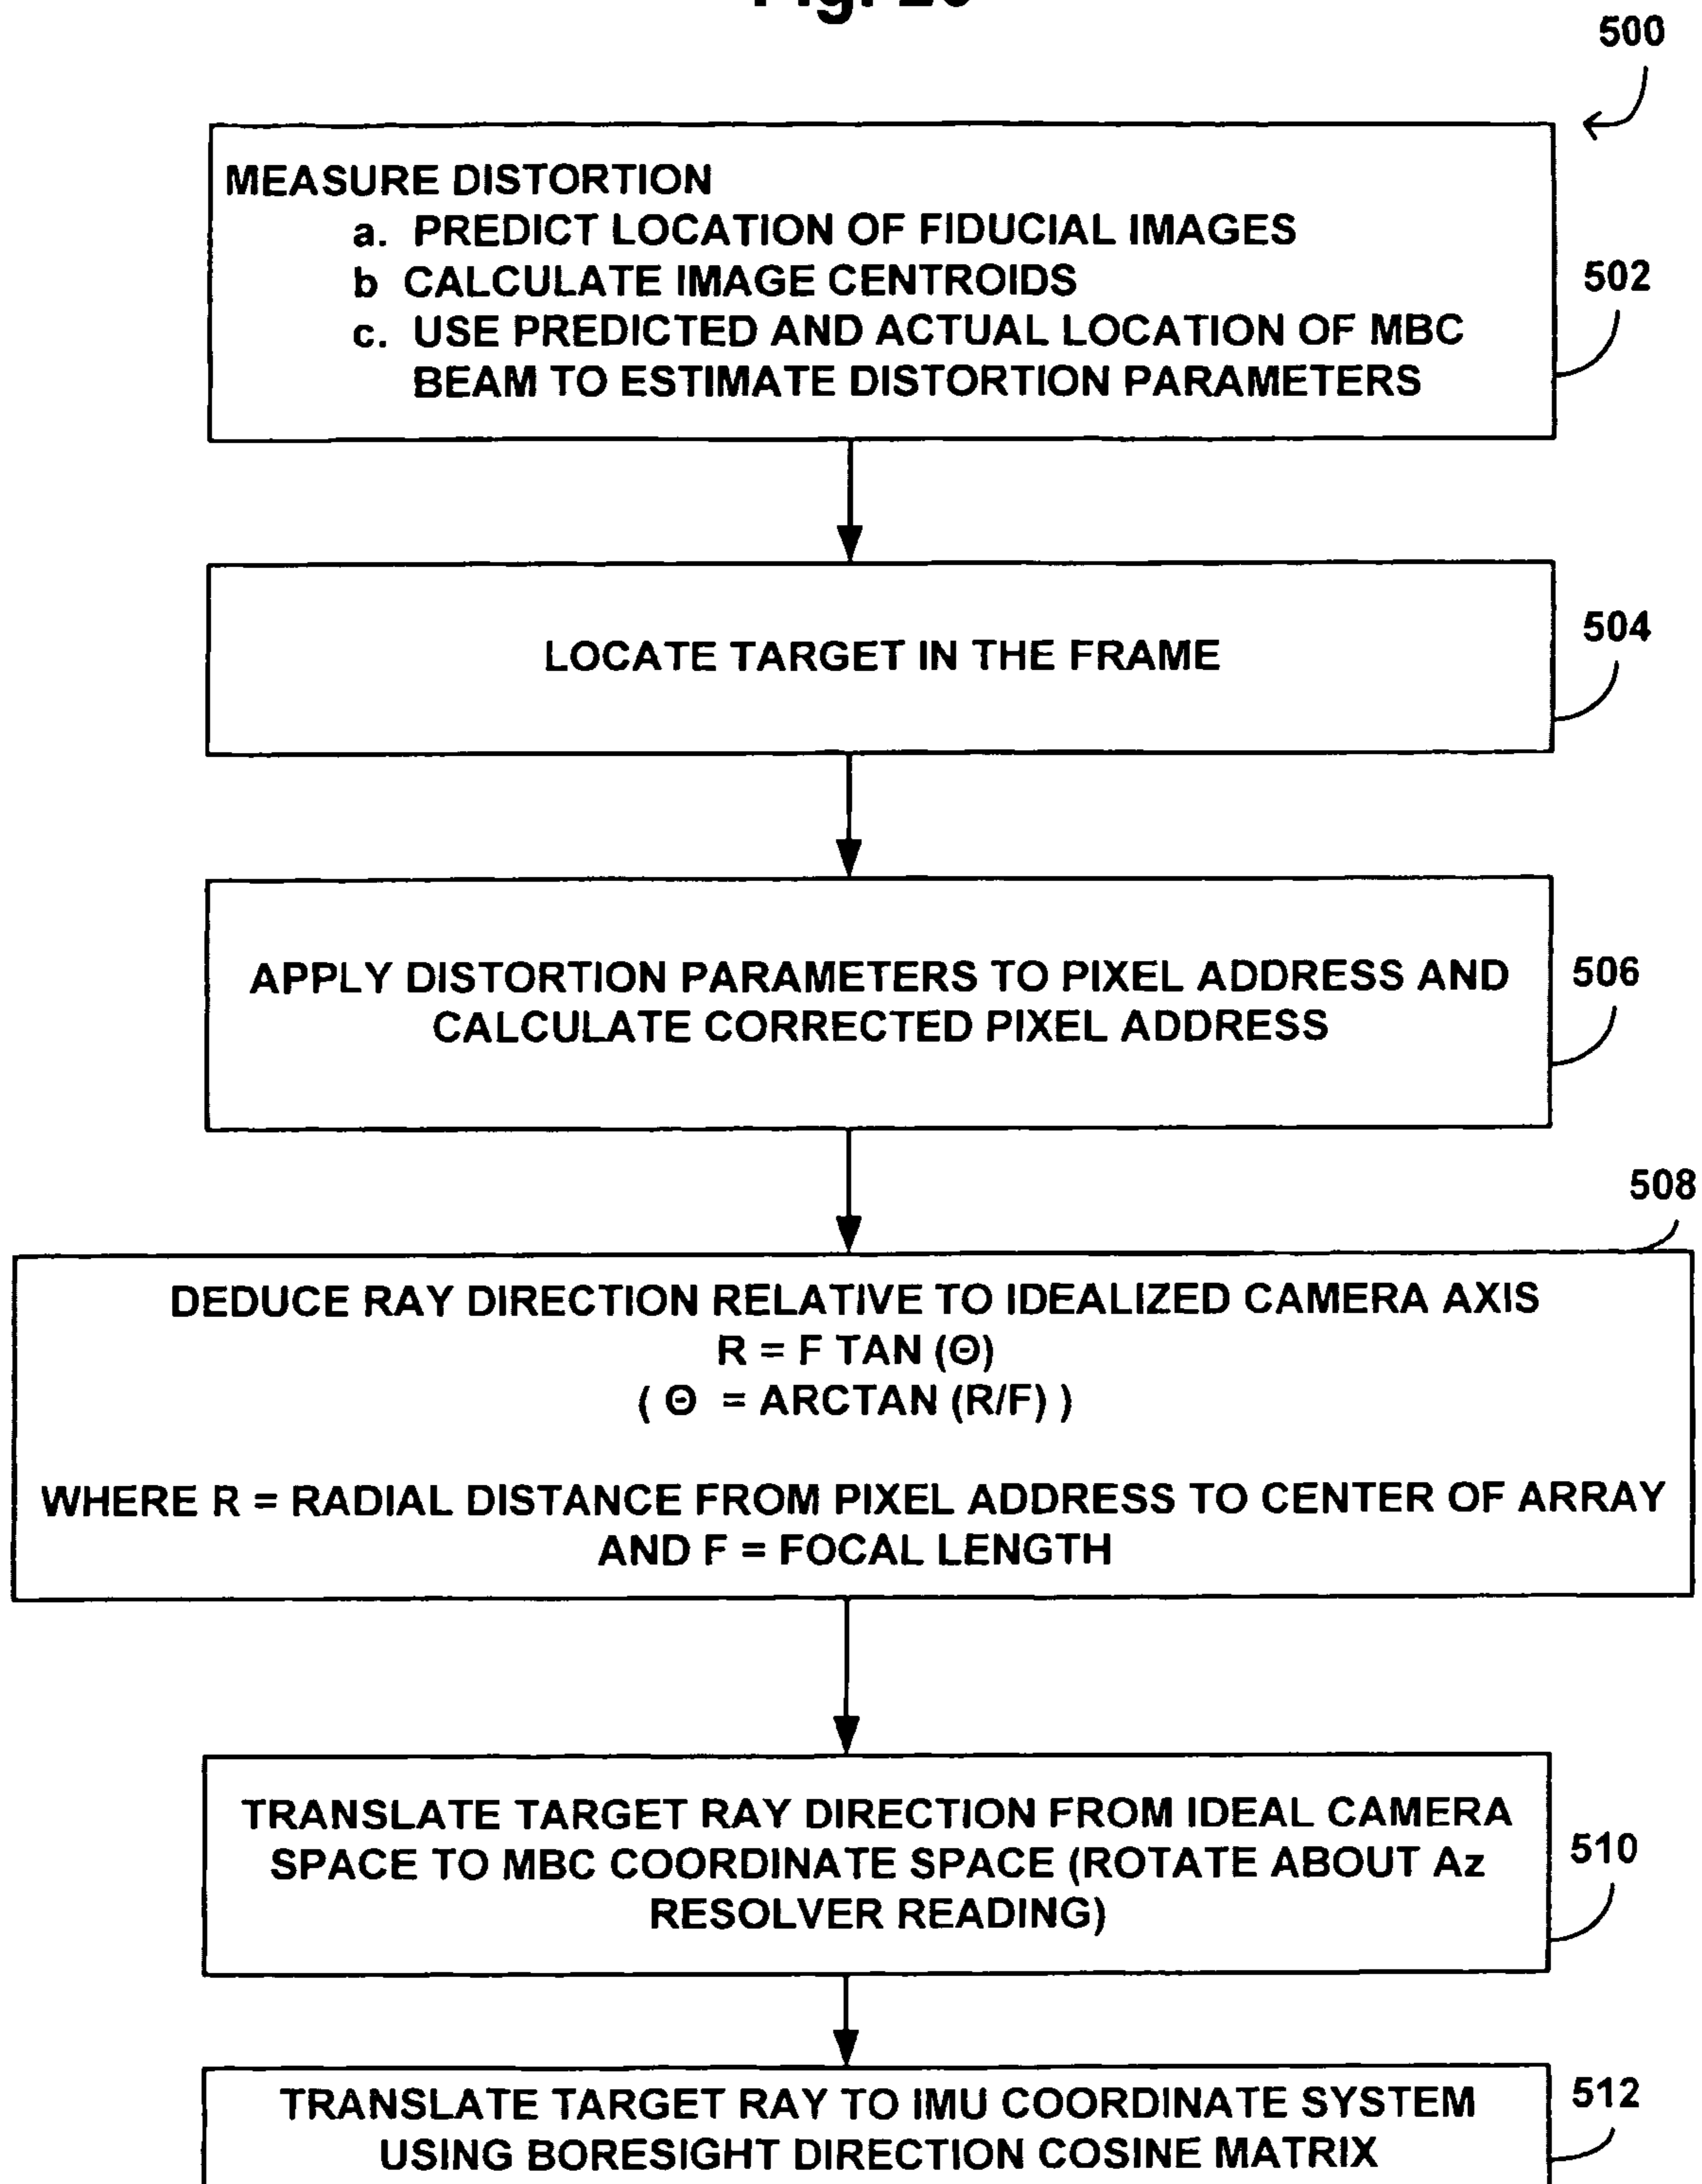 500
MEASURE DISTORTION
a. PREDICT LOCATION OF FIDUCIAL IMAGES
b CALCULATE IMAGE CENTROIDS
c. USE PREDICTED AND ACTUAL LOCATION OF MBC
BEAM TO ESTIMATE DISTORTION PARAMETERS
502
LOCATE TARGET IN THE FRAME
504
APPLY DISTORTION PARAMETERS TO PIXEL ADDRESS AND
CALCULATE CORRECTED PIXEL ADDRESS
506
508
DEDUCE RAY DIRECTION RELATIVE TO IDEALIZED CAMERA AXIS
R = F TAN (Θ)
( Θ = ARCTAN (R/F) )
WHERE R = RADIAL DISTANCE FROM PIXEL ADDRESS TO CENTER OF ARRAY
AND F = FOCAL LENGTH
TRANSLATE TARGET RAY DIRECTION FROM IDEAL CAMERA
SPACE TO MBC COORDINATE SPACE (ROTATE ABOUT Az
RESOLVER READING)
510
TRANSLATE TARGET RAY TO IMU COORDINATE SYSTEM
USING BORESIGHT DIRECTION COSINE MATRIX
512